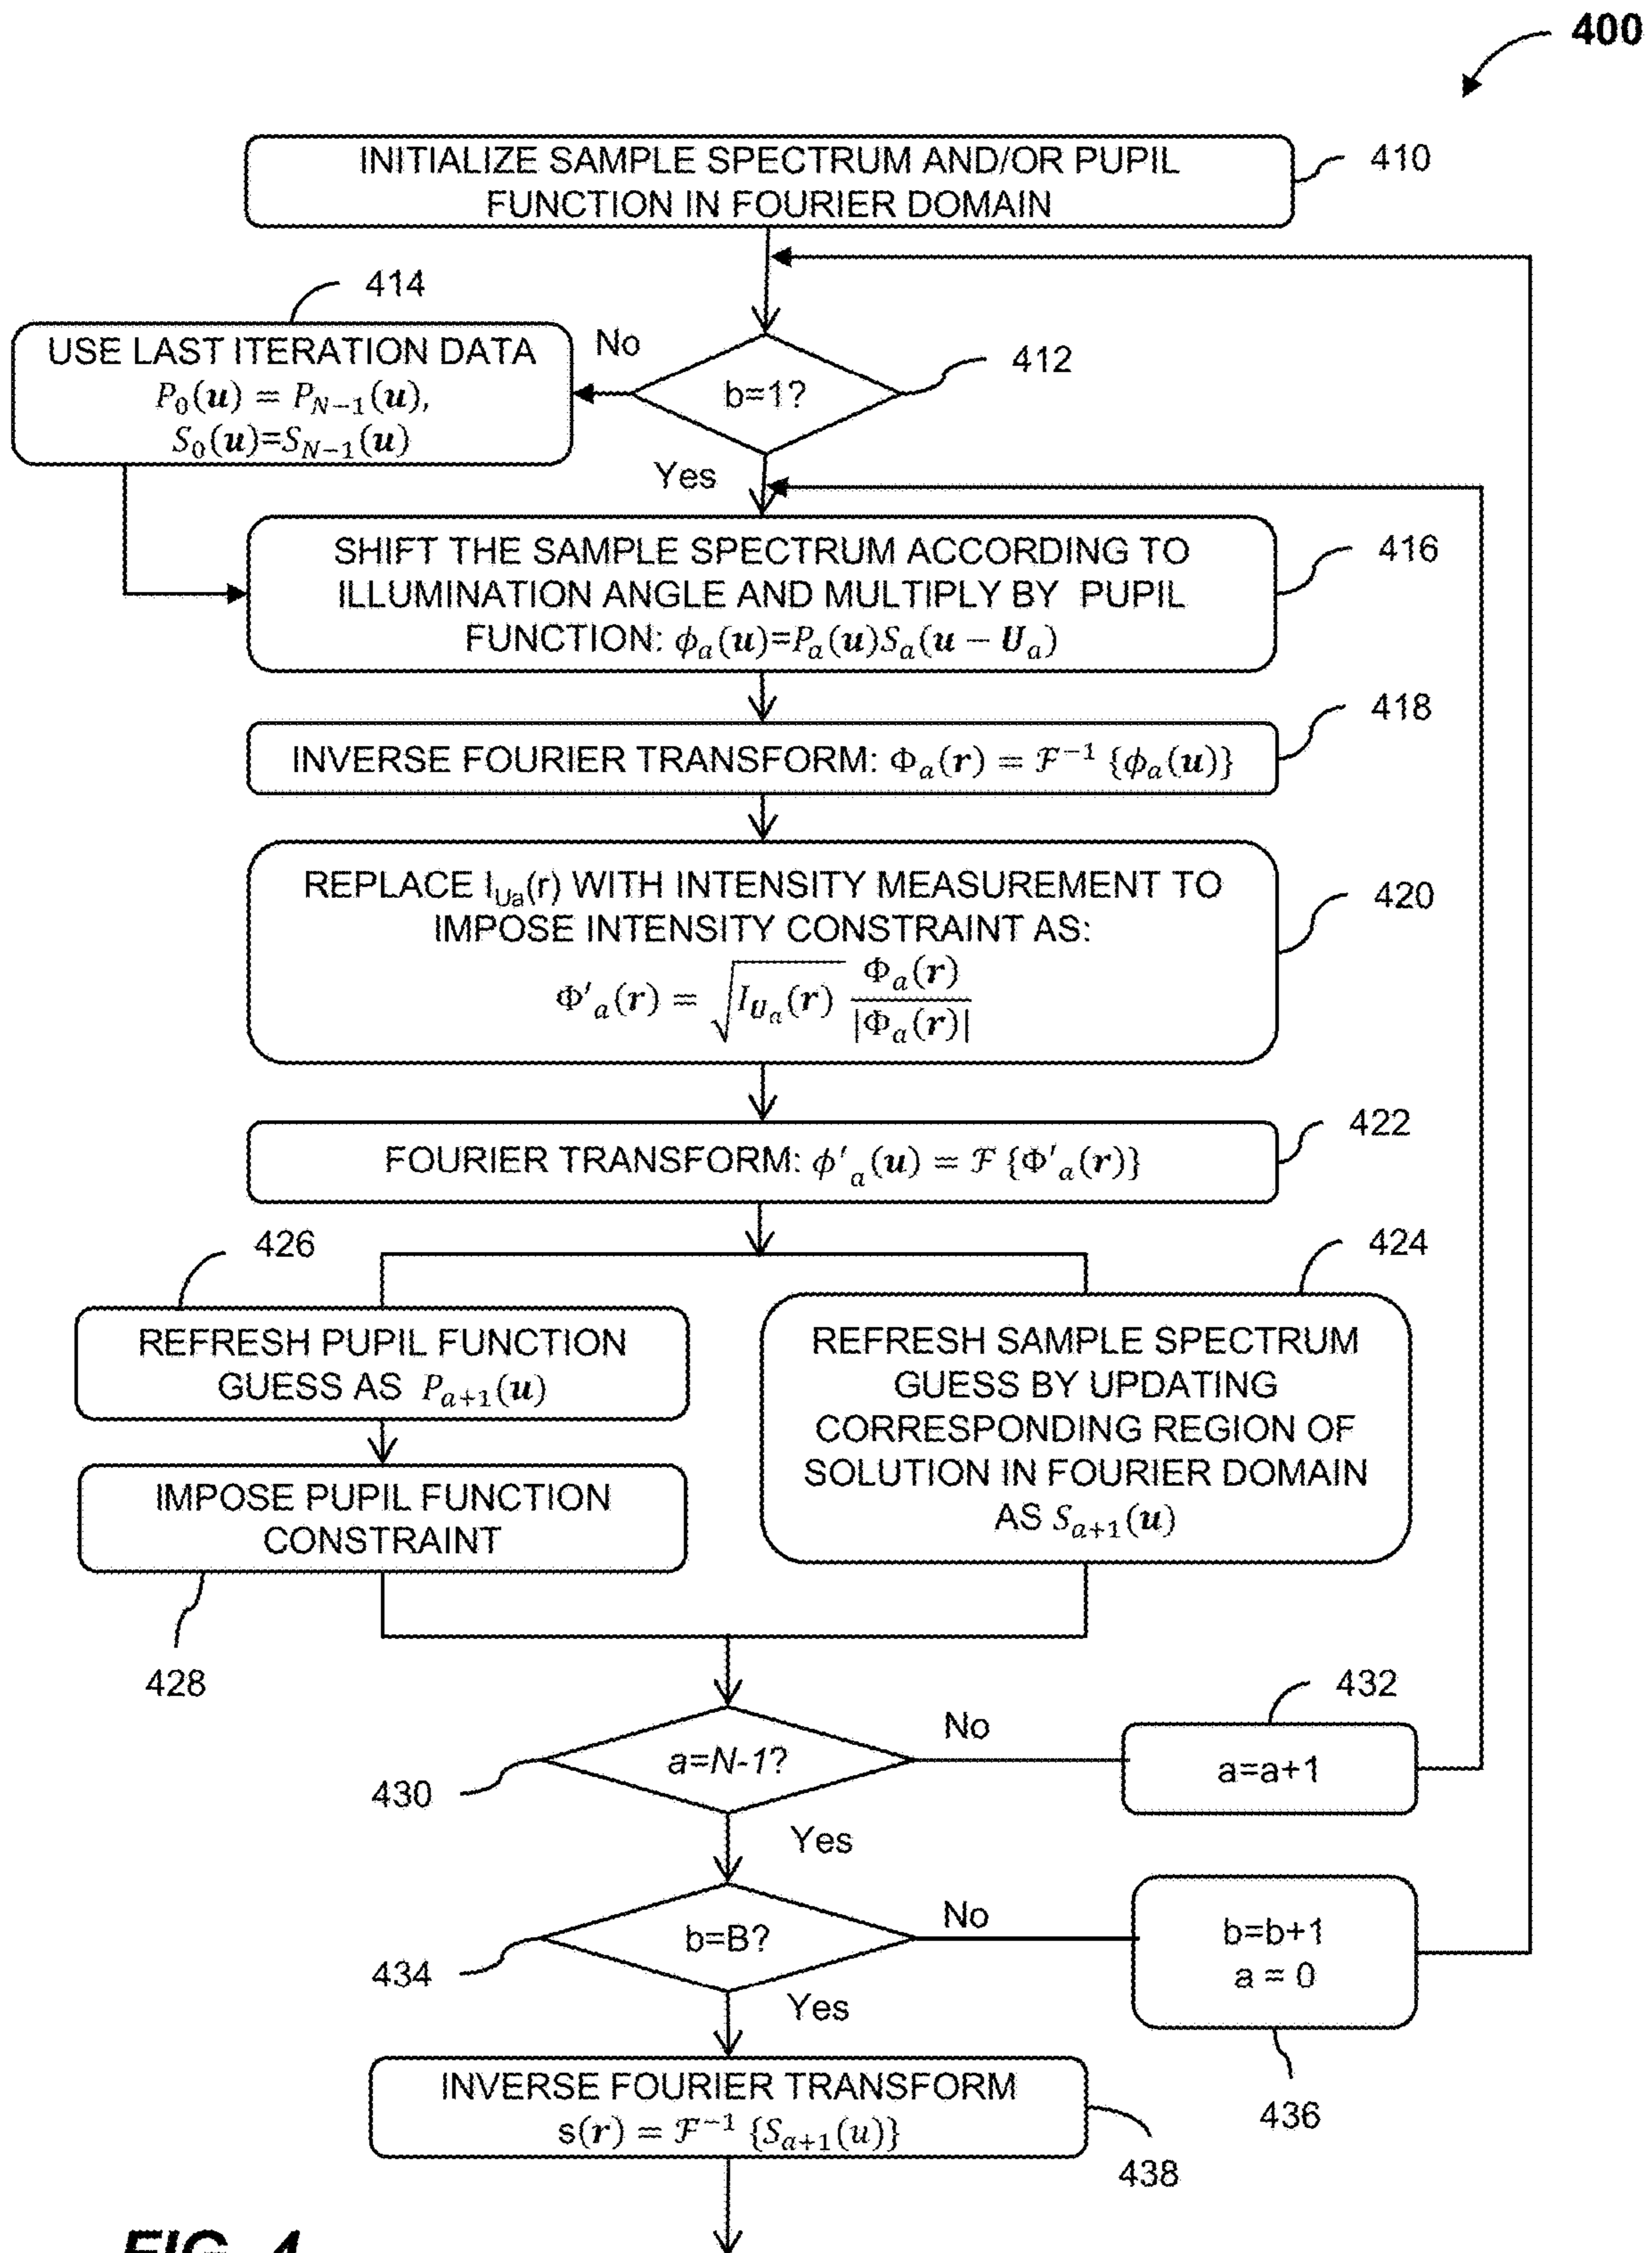 400
INITIALIZE SAMPLE SPECTRUM AND/OR PUPIL
FUNCTION IN FOURIER DOMAIN
410
414
USE LAST ITERATION DATA
P₀(u) = P_{N−1}(u),
S₀(u)=S_{N−1}(u)
No
b=1?
412
Yes
SHIFT THE SAMPLE SPECTRUM ACCORDING TO
ILLUMINATION ANGLE AND MULTIPLY BY PUPIL
FUNCTION: ϕ_a(u)=P_a(u)S_a(u − U_a)
416
INVERSE FOURIER TRANSFORM: Φ_a(r) = ℱ⁻¹ {ϕ_a(u)}
418
REPLACE I_{Ua}(r) WITH INTENSITY MEASUREMENT TO
IMPOSE INTENSITY CONSTRAINT AS:
Φ'_a(r) = √(I_{U_a}(r)) Φ_a(r)/|Φ_a(r)|
420
FOURIER TRANSFORM: ϕ'_a(u) = ℱ {Φ'_a(r)}
422
426
REFRESH PUPIL FUNCTION
GUESS AS P_{a+1}(u)
IMPOSE PUPIL FUNCTION
CONSTRAINT
428
424
REFRESH SAMPLE SPECTRUM
GUESS BY UPDATING
CORRESPONDING REGION OF
SOLUTION IN FOURIER DOMAIN
AS S_{a+1}(u)
a=N-1?
430
No
432
a=a+1
Yes
b=B?
434
No
b=b+1
a = 0
436
Yes
INVERSE FOURIER TRANSFORM
s(r) = ℱ⁻¹ {S_{a+1}(u)}
438
FIG. 4